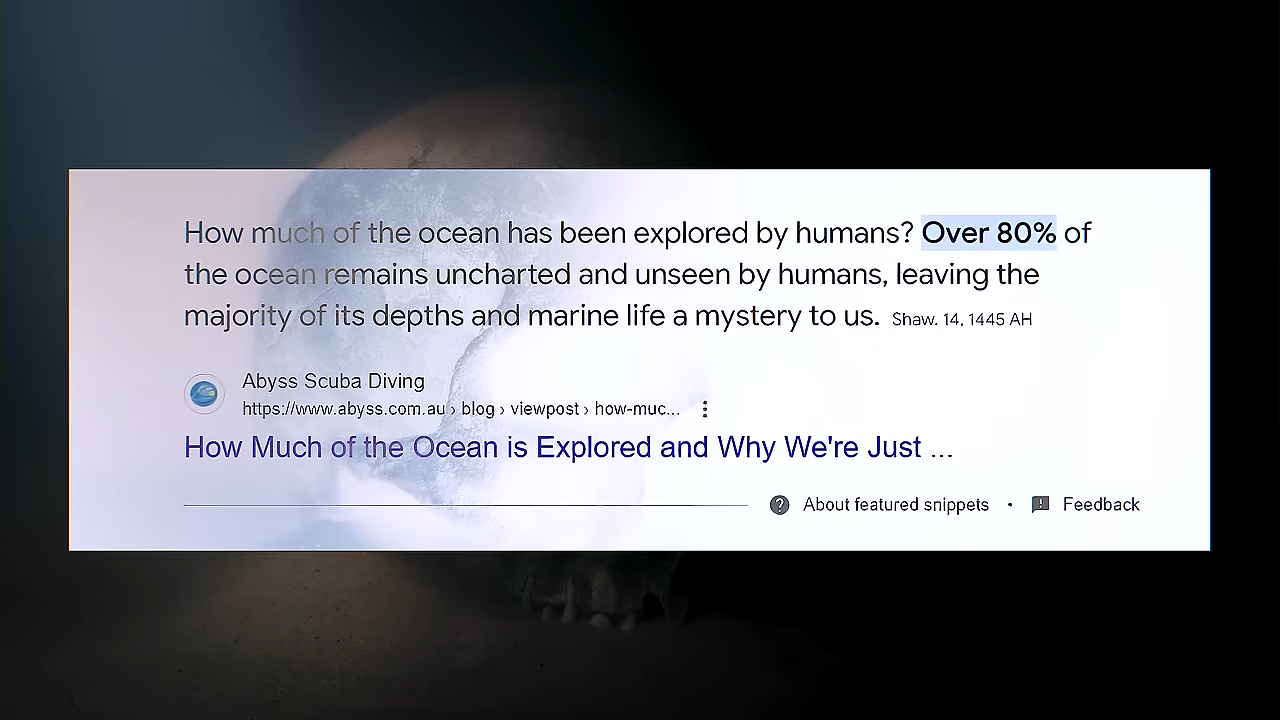 How much of the ocean has been explored by humans? Over 80% of
the ocean remains uncharted and unseen by humans, leaving the
majority of its depths and marine life a mystery to us. Shaw. 14, 1445 AH
Abyss Scuba Diving
https://www.abyss.com.au › blog › viewpost › how-muc...
How Much of the Ocean is Explored and Why We're Just ...
About featured snippets • Feedback